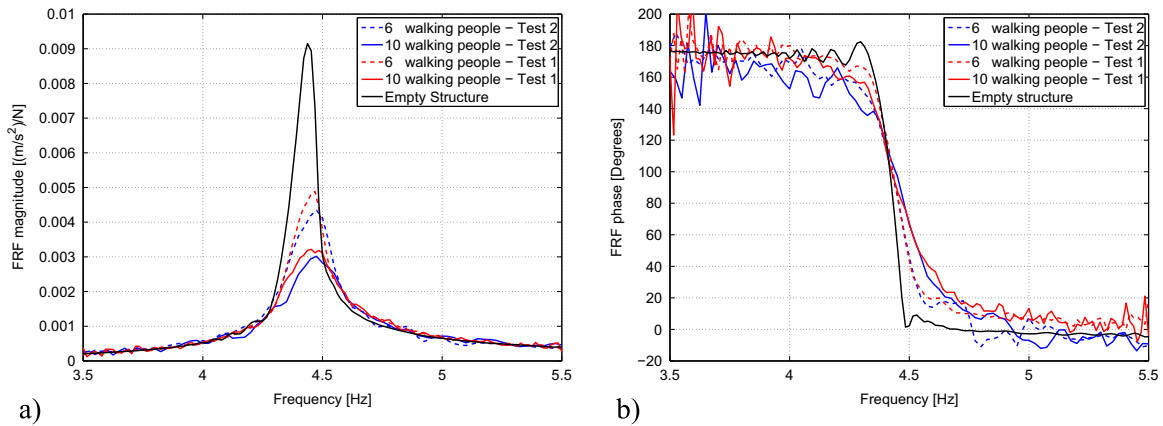 0.01
0.009
0.008
0.007
0.006
0.005
0.004
0.003
0.002
0.001
0
FRF magnitude [(m/s²)/N]
6 walking people − Test 2
10 walking people − Test 2
6 walking people − Test 1
10 walking people − Test 1
Empty Structure
3.5 4 4.5 5 5.5
Frequency [Hz]
a)
200
180
160
140
120
100
80
60
40
20
0
−20
FRF phase [Degrees]
6 walking people − Test 2
10 walking people − Test 2
6 walking people − Test 1
10 walking people − Test 1
Empty structure
3.5 4 4.5 5 5.5
Frequency [Hz]
b)